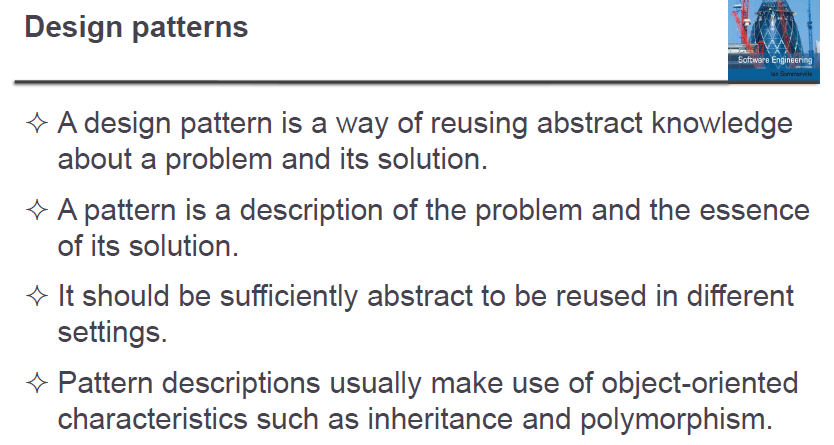 Design patterns
Software Engineering
Ian Sommerville
✧ A design pattern is a way of reusing abstract knowledge
about a problem and its solution.
✧ A pattern is a description of the problem and the essence
of its solution.
✧ It should be sufficiently abstract to be reused in different
settings.
✧ Pattern descriptions usually make use of object-oriented
characteristics such as inheritance and polymorphism.